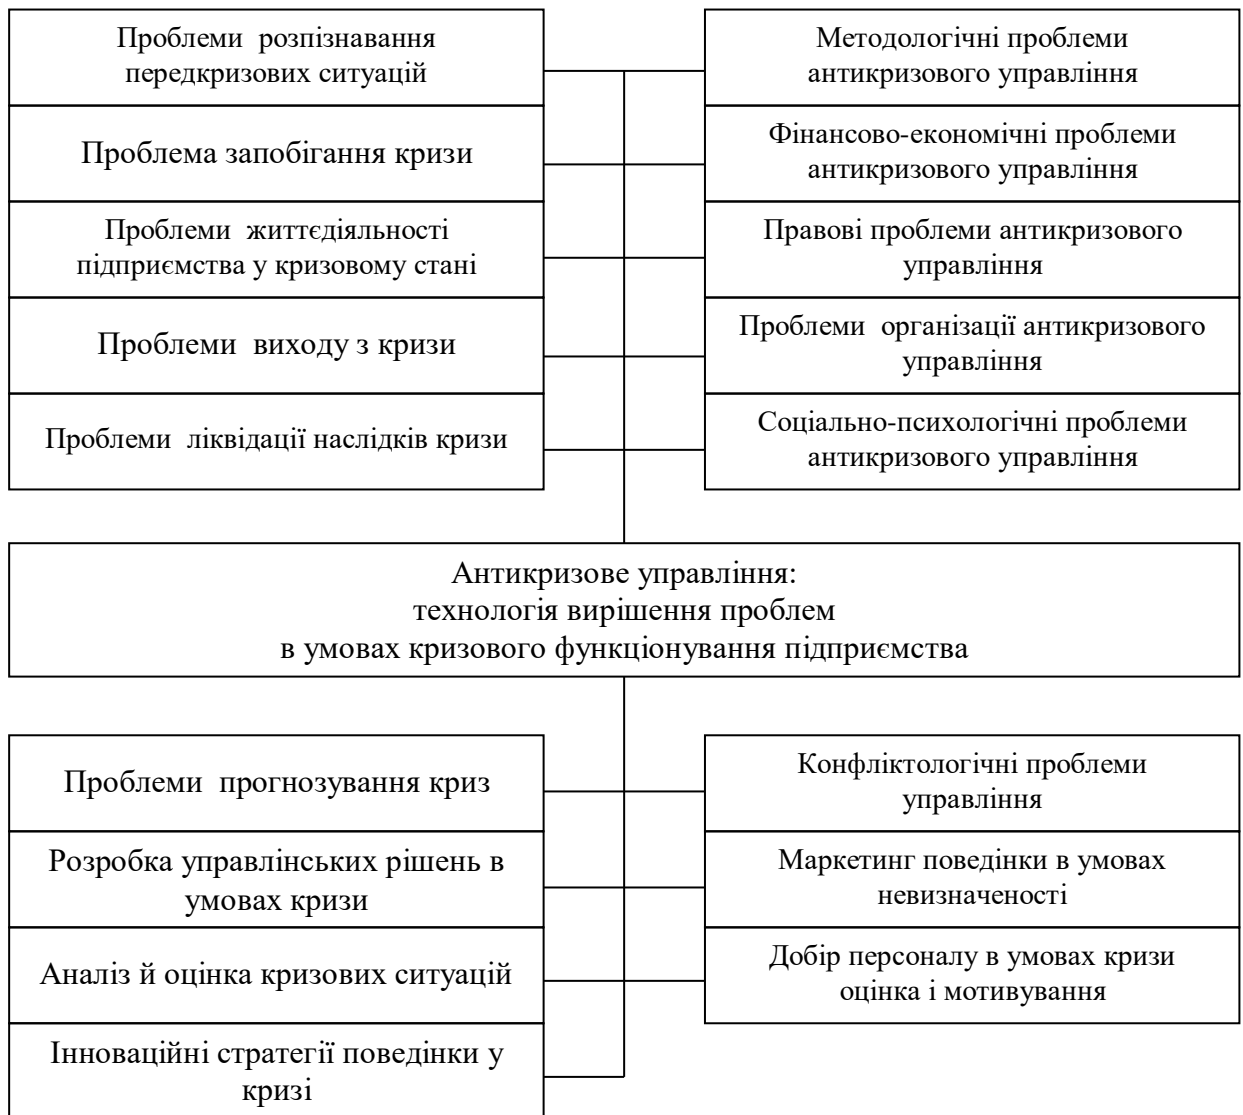 Проблеми розпізнавання
передкризових ситуацій
Проблема запобігання кризи
Проблеми життєдіяльності
підприємства у кризовому стані
Проблеми виходу з кризи
Проблеми ліквідації наслідків кризи
Методологічні проблеми
антикризового управління
Фінансово-економічні проблеми
антикризового управління
Правові проблеми антикризового
управління
Проблеми організації антикризового
управління
Соціально-психологічні проблеми
антикризового управління
Антикризове управління:
технологія вирішення проблем
в умовах кризового функціонування підприємства
Проблеми прогнозування криз
Розробка управлінських рішень в
умовах кризи
Аналіз й оцінка кризових ситуацій
Інноваційні стратегії поведінки у
кризі
Конфліктологічні проблеми
управління
Маркетинг поведінки в умовах
невизначеності
Добір персоналу в умовах кризи
оцінка і мотивування